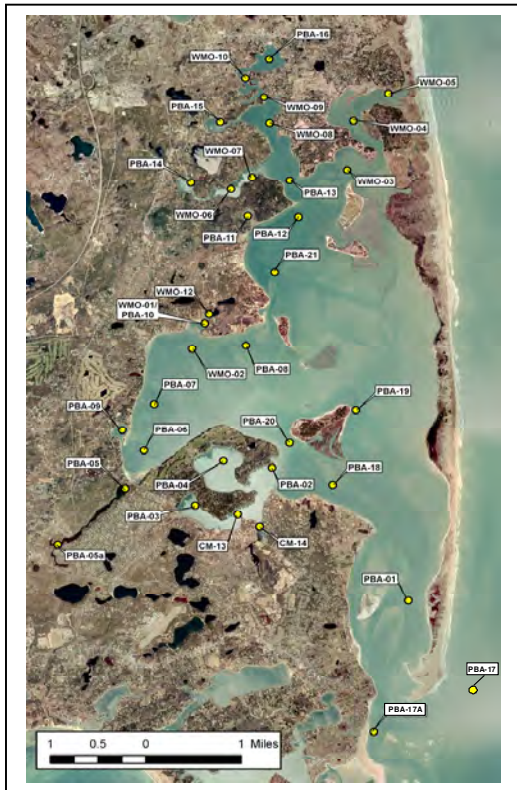 PBA-16
WMO-10
WMO-05
WMO-09
PBA-15
WMO-08
WMO-04
WMO-07
PBA-14
WMO-03
PBA-13
WMO-06
PBA-11
PBA-12
PBA-21
WMO-12
WMO-01/
PBA-10
PBA-08
WMO-02
PBA-07
PBA-19
PBA-09
PBA-20
PBA-06
PBA-05
PBA-18
PBA-04
PBA-02
PBA-03
CM-13
CM-14
PBA-05a
PBA-01
PBA-17
PBA-17A
1 0.5 0 1 Miles